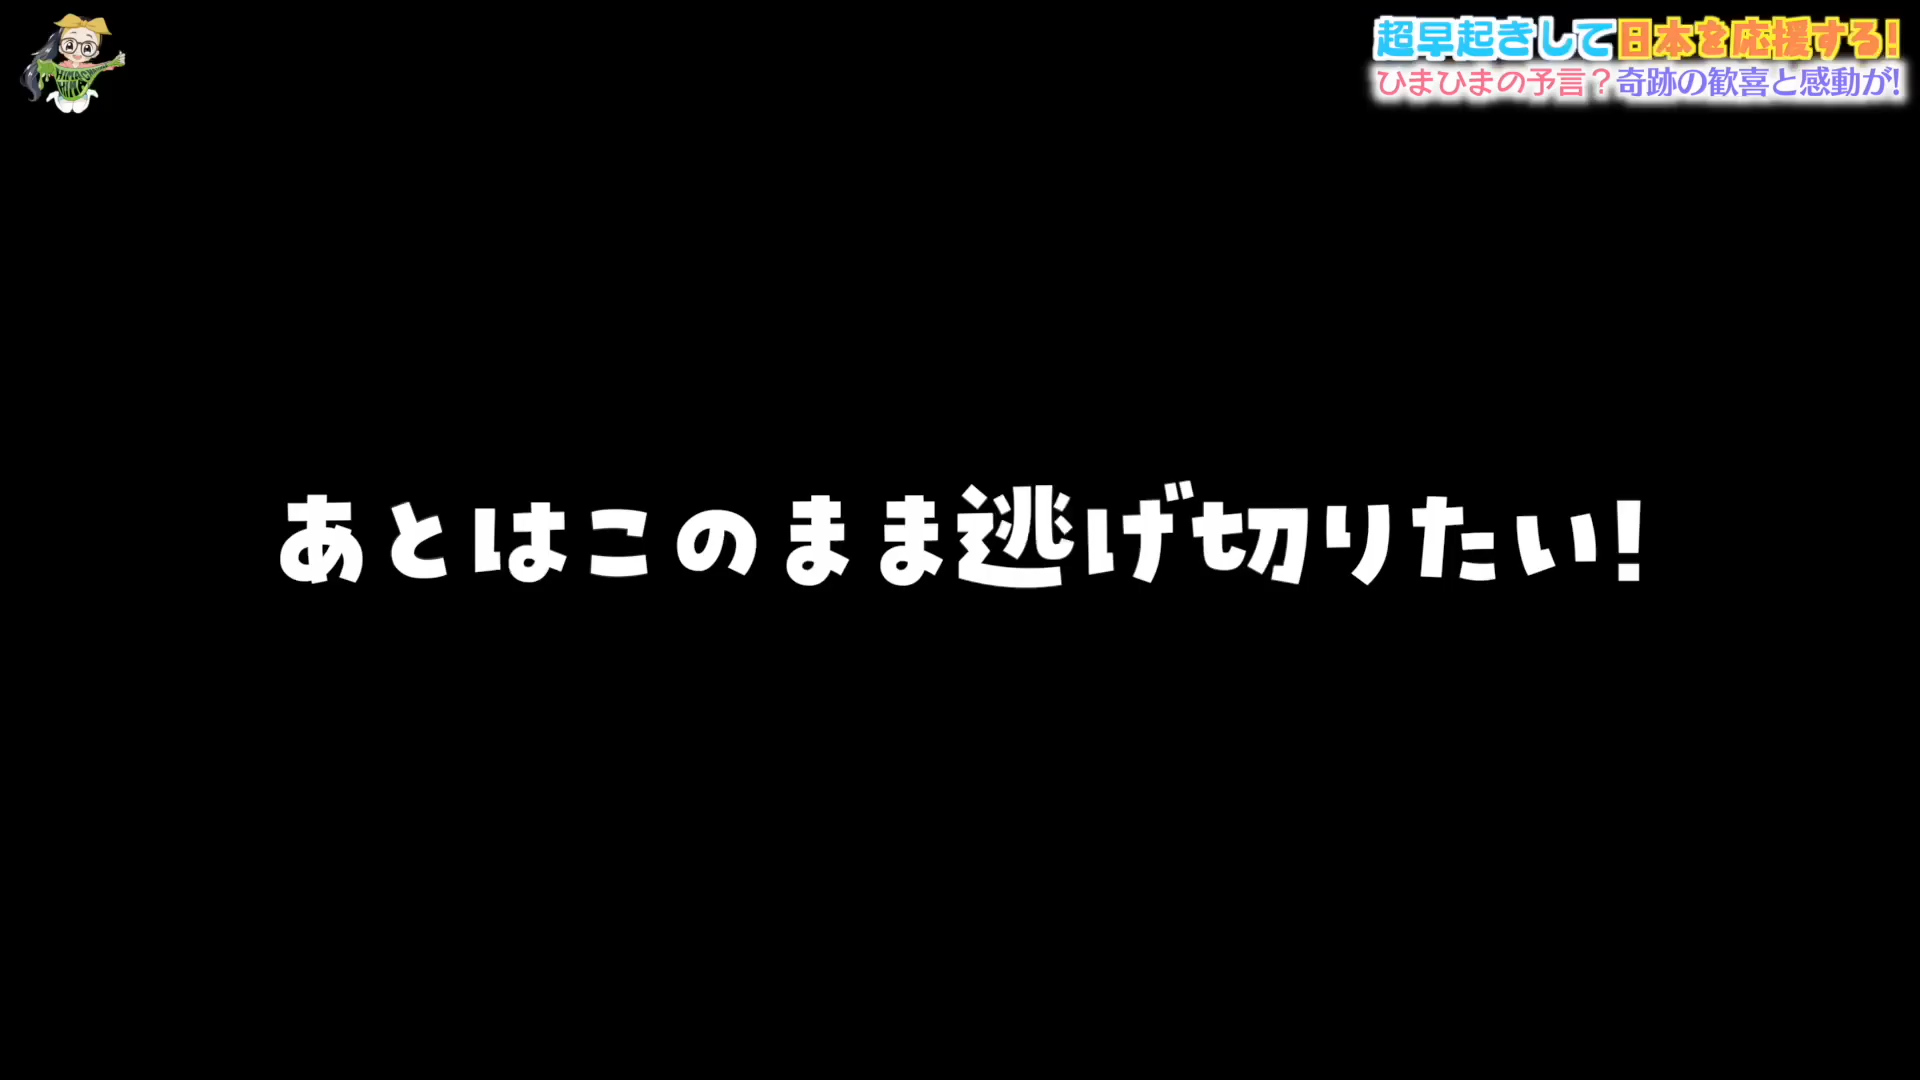 超早起きして日本を応援する!
ひまひまの予言？奇跡の歓喜と感動が!
あとはこのまま逃げ切りたい!